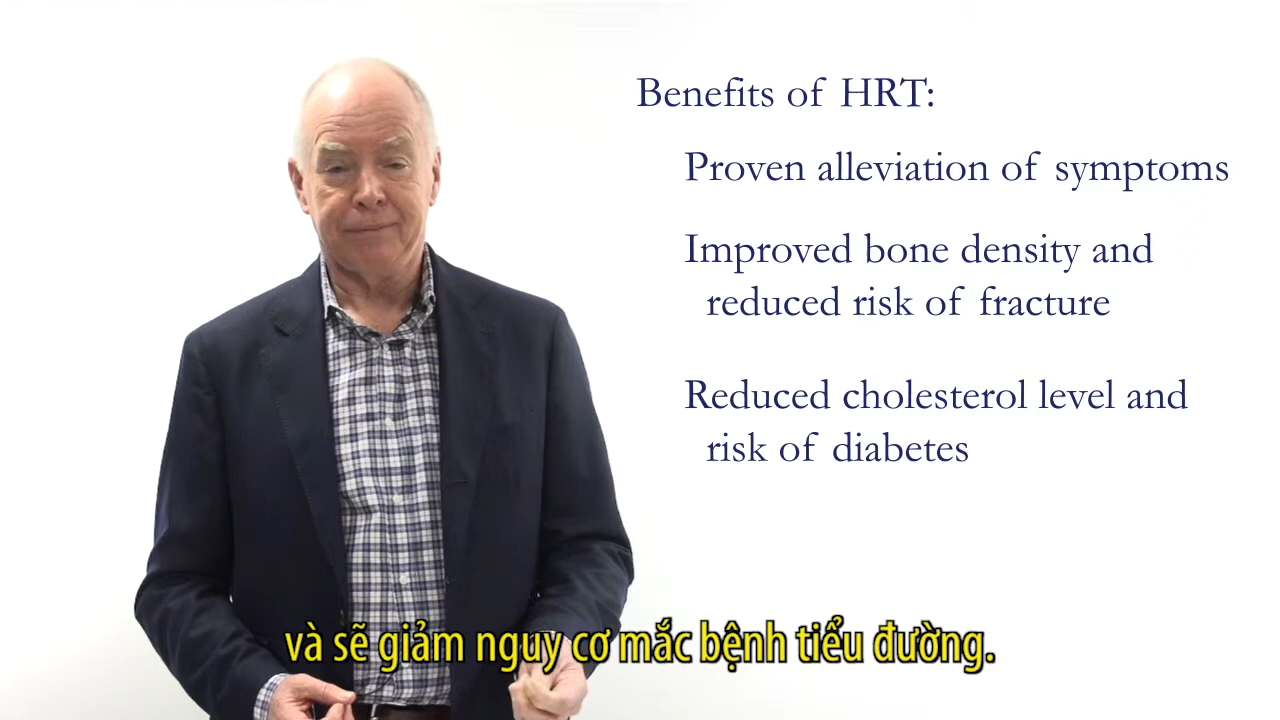 Benefits of HRT:
Proven alleviation of symptoms
Improved bone density and
reduced risk of fracture
Reduced cholesterol level and
risk of diabetes
và sẽ giảm nguy cơ mắc bệnh tiểu đường.